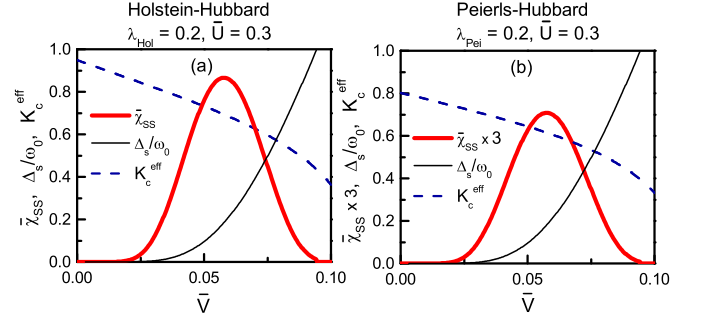 Holstein-Hubbard
λ_Hol = 0.2, Ū = 0.3
(a)
χ̄_SS, Δ_s/ω_0, K_c^eff
1.0
0.8
0.6
0.4
0.2
0.0
χ̄_SS
Δ_s/ω_0
K_c^eff
0.00
0.05
0.10
V̄
Peierls-Hubbard
λ_Pei = 0.2, Ū = 0.3
(b)
χ̄_SS x 3, Δ_s/ω_0, K_c^eff
1.0
0.8
0.6
0.4
0.2
0.0
χ̄_SS x 3
Δ_s/ω_0
K_c^eff
0.00
0.05
0.10
V̄